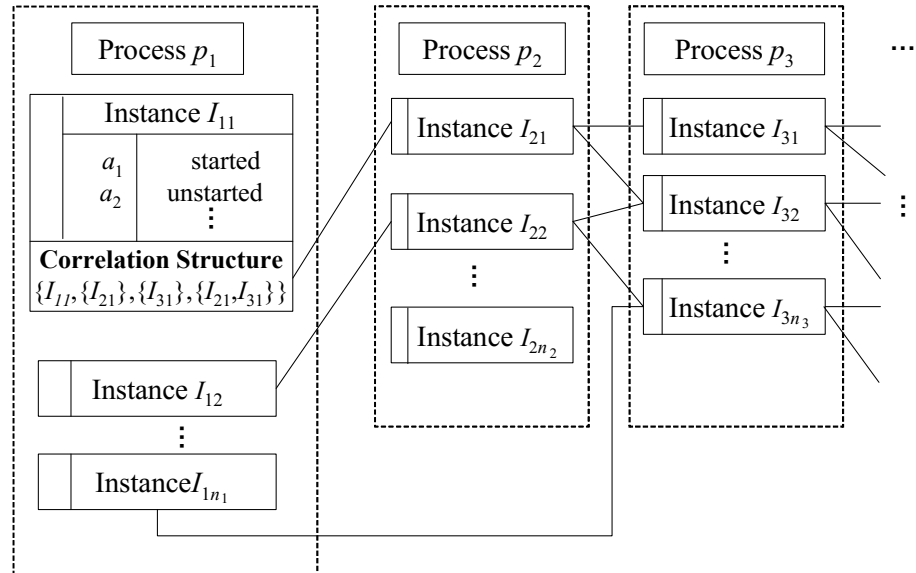 Process p₁
Instance I₁₁
a₁ started
a₂ unstarted
⋮
Correlation Structure
{I₁₁,{I₂₁},{I₃₁},{I₂₁,I₃₁}}
Instance I₁₂
⋮
InstanceI₁ₙ₁
Process p₂
Instance I₂₁
Instance I₂₂
⋮
Instance I₂ₙ₂
Process p₃
Instance I₃₁
Instance I₃₂
⋮
Instance I₃ₙ₃
...
⋮